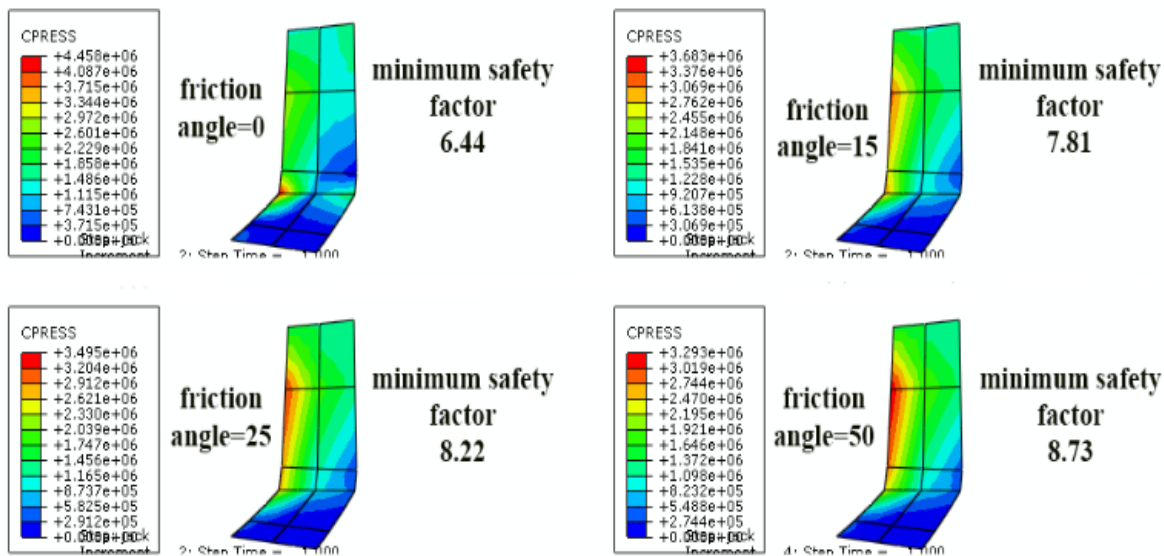 CPRESS
+4.458e+06
+4.087e+06
+3.715e+06
+3.344e+06
+2.972e+06
+2.601e+06
+2.229e+06
+1.858e+06
+1.486e+06
+1.115e+06
+7.431e+05
+3.715e+05
friction
angle=0
minimum safety
factor
6.44
2: Step Time = 1.000
CPRESS
+3.683e+06
+3.376e+06
+3.069e+06
+2.762e+06
+2.455e+06
+2.148e+06
+1.841e+06
+1.535e+06
+1.228e+06
+9.207e+05
+6.138e+05
+3.069e+05
friction
angle=15
minimum safety
factor
7.81
2: Step Time = 1.000
CPRESS
+3.495e+06
+3.204e+06
+2.912e+06
+2.621e+06
+2.330e+06
+2.039e+06
+1.747e+06
+1.456e+06
+1.165e+06
+8.737e+05
+5.825e+05
+2.912e+05
friction
angle=25
minimum safety
factor
8.22
2: Step Time = 1.000
CPRESS
+3.293e+06
+3.019e+06
+2.744e+06
+2.470e+06
+2.195e+06
+1.921e+06
+1.646e+06
+1.372e+06
+1.098e+06
+8.232e+05
+5.488e+05
+2.744e+05
friction
angle=50
minimum safety
factor
8.73
4: Step Time = 1.000